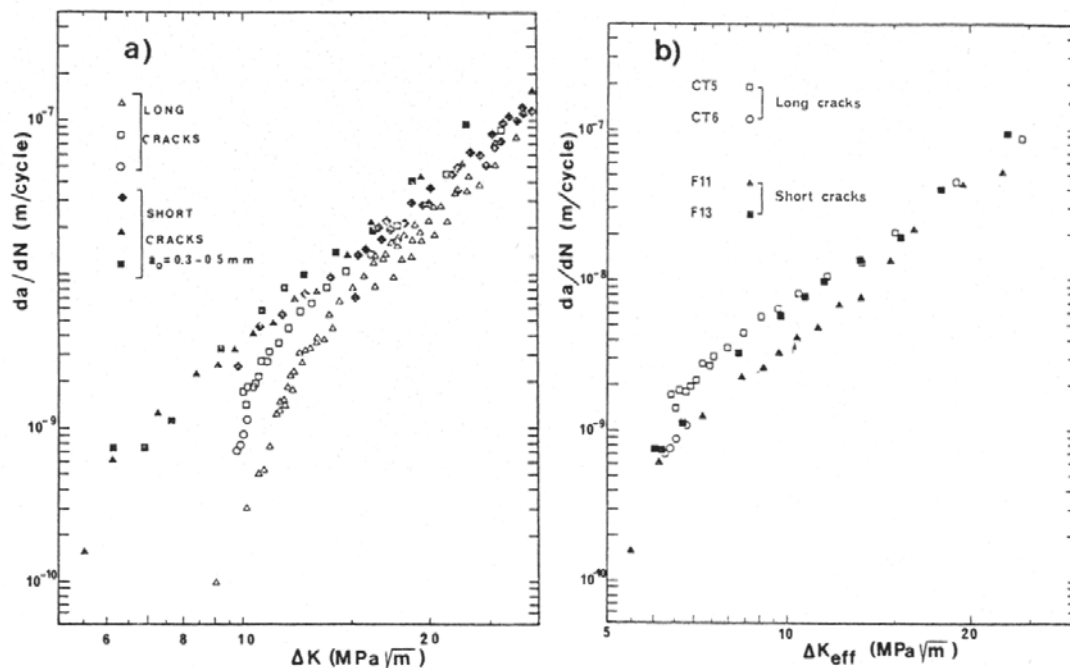 a)
LONG
CRACKS
SHORT
CRACKS
a₀ = 0.3 - 0.5 mm
da/dN (m/cycle)
10⁻⁷
10⁻⁸
10⁻⁹
10⁻¹⁰
6 7 8 10 20
ΔK (MPa√m)
b)
CT5
CT6
Long cracks
F11
F13
Short cracks
da/dN (m/cycle)
10⁻⁷
10⁻⁸
10⁻⁹
10⁻¹⁰
5 10 20
ΔKeff (MPa√m)